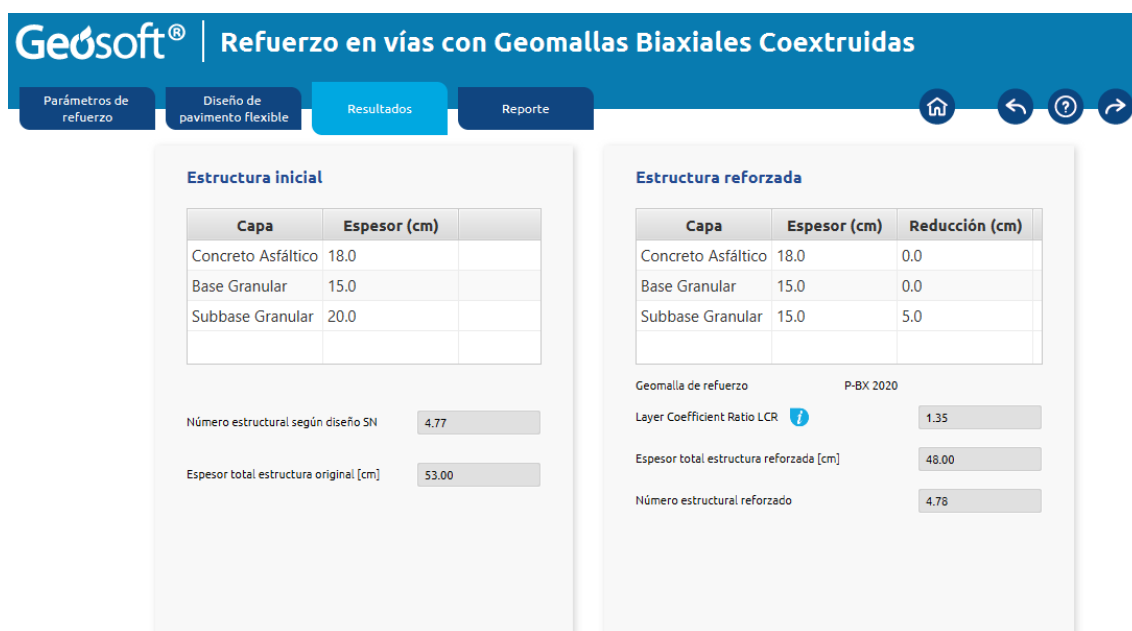 Geosoft® | Refuerzo en vías con Geomallas Biaxiales Coextruidas
Parámetros de refuerzo
Diseño de pavimento flexible
Resultados
Reporte
Estructura inicial
Capa Espesor (cm)
Concreto Asfáltico 18.0
Base Granular 15.0
Subbase Granular 20.0
Número estructural según diseño SN 4.77
Espesor total estructura original [cm] 53.00
Estructura reforzada
Capa Espesor (cm) Reducción (cm)
Concreto Asfáltico 18.0 0.0
Base Granular 15.0 0.0
Subbase Granular 15.0 5.0
Geomalla de refuerzo P-BX 2020
Layer Coefficient Ratio LCR i 1.35
Espesor total estructura reforzada [cm] 48.00
Número estructural reforzado 4.78